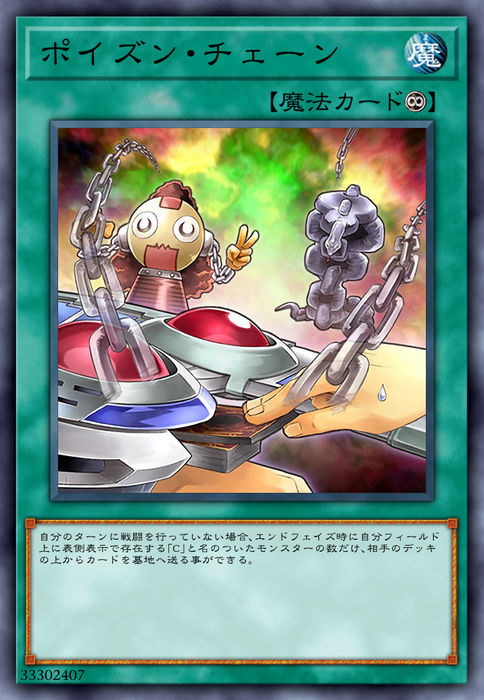 ポイズン・チェーン
魔
【魔法カード】
自分のターンに戦闘を行っていない場合、エンドフェイズ時に自分フィールド
上に表側表示で存在する「C」と名のついたモンスターの数だけ、相手のデッキ
の上からカードを墓地へ送る事ができる。
33302407